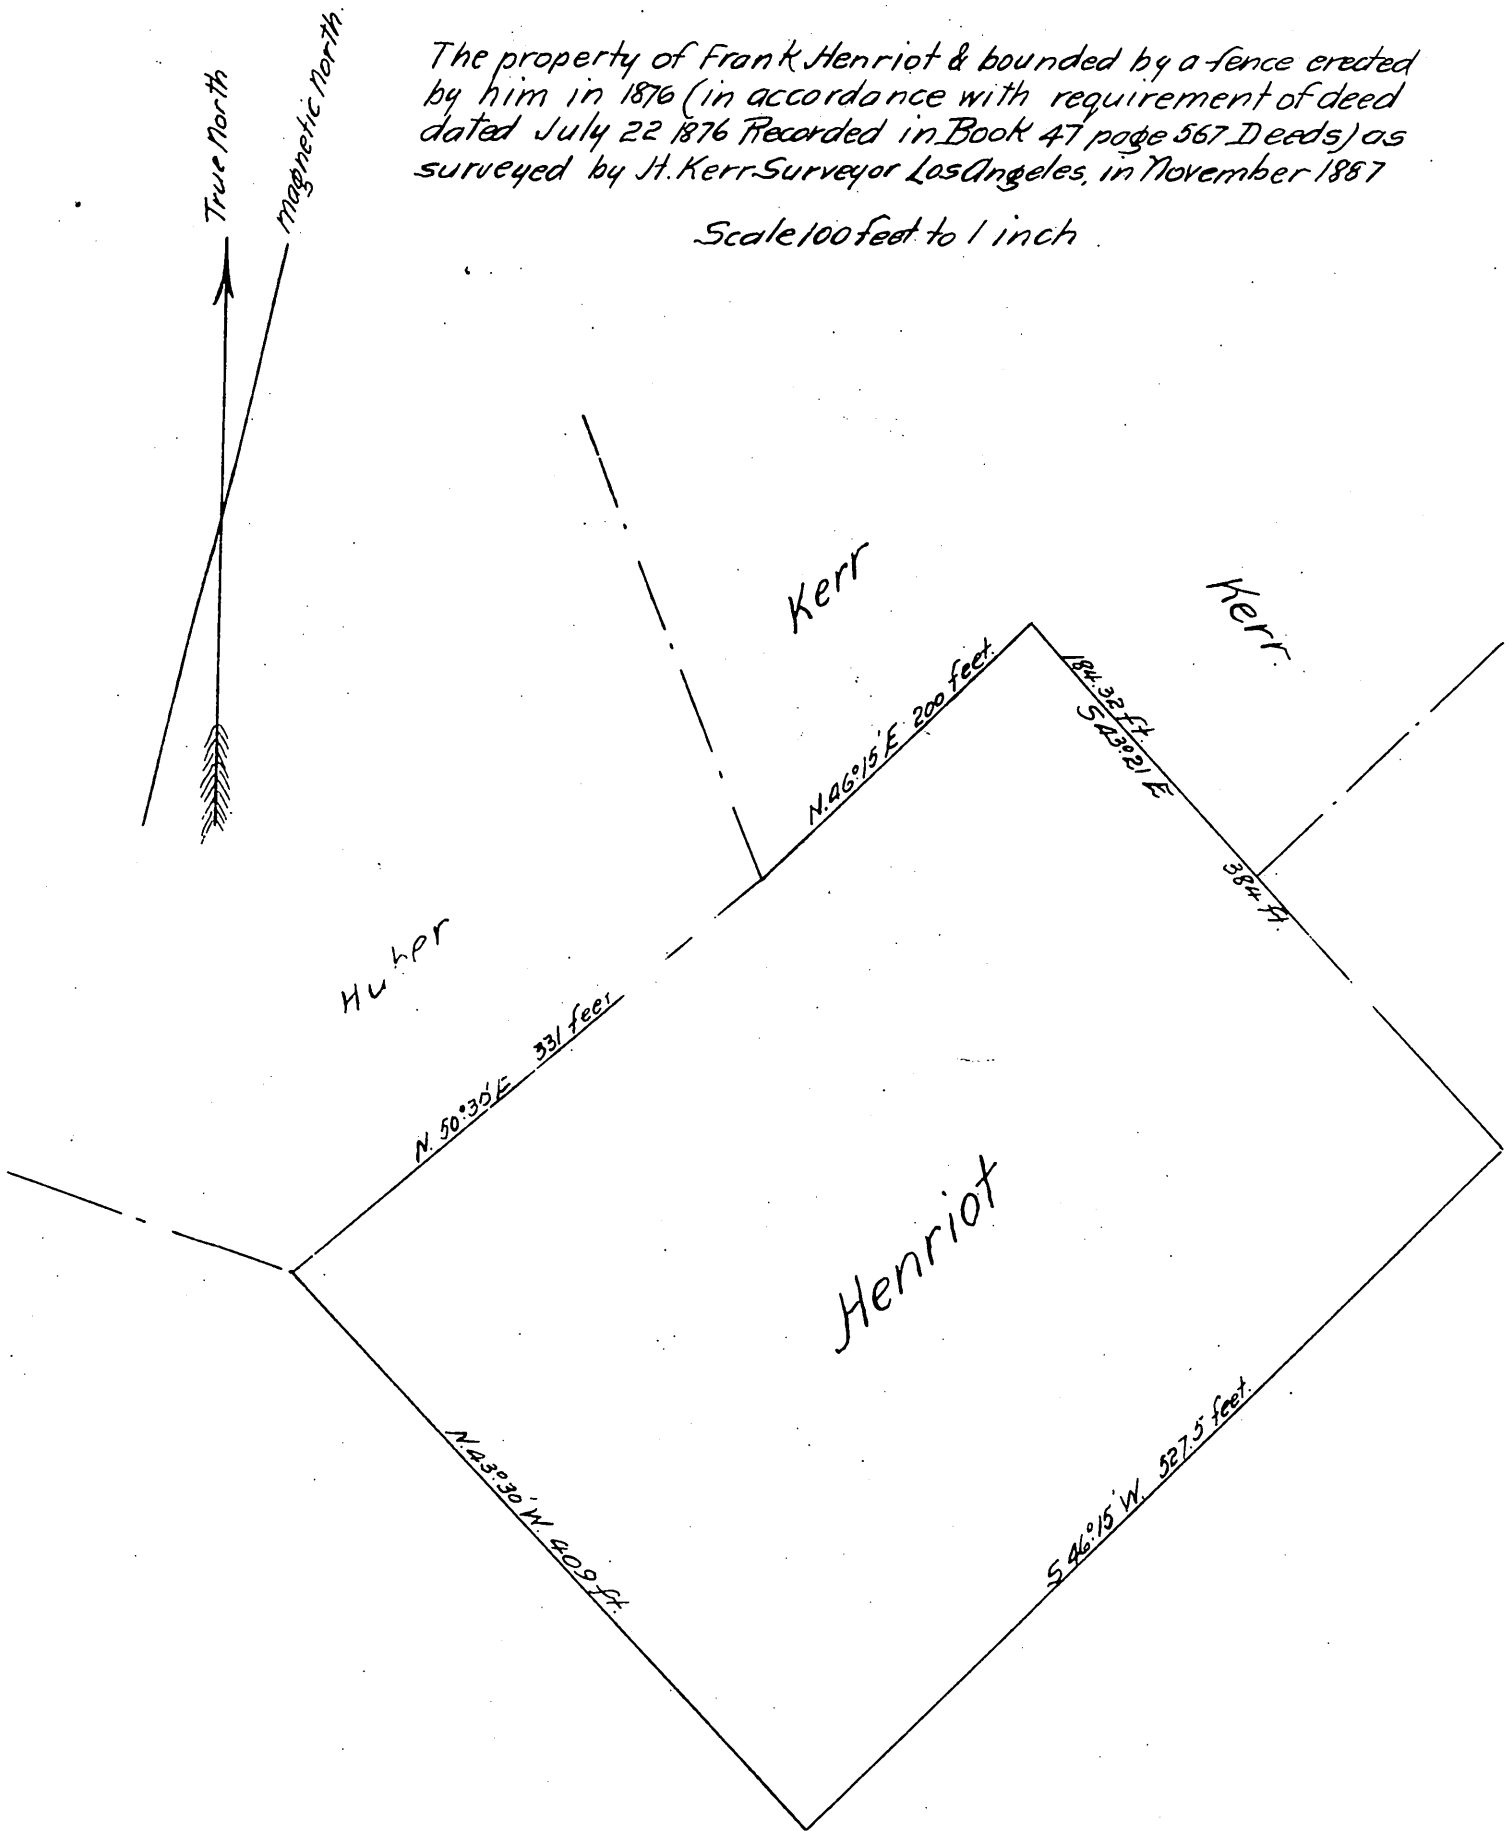 The property of Frank Henriot & bounded by a fence erected
by him in 1876 (in accordance with requirement of deed
dated July 22 1876 Recorded in Book 47 page 567 Deeds) as
surveyed by H. Kerr Surveyor Los Angeles, in November 1887
Scale 100 feet to 1 inch
True North
Magnetic North.
Kerr
Kerr
N. 46°15' E 200 feet.
184.32 ft.
S 43°21 E
384 ft.
Huber
N. 50°30' E 331 feet
Henriot
N. 43°30' W. 409 ft.
S 46°15' W. 527.5 feet.